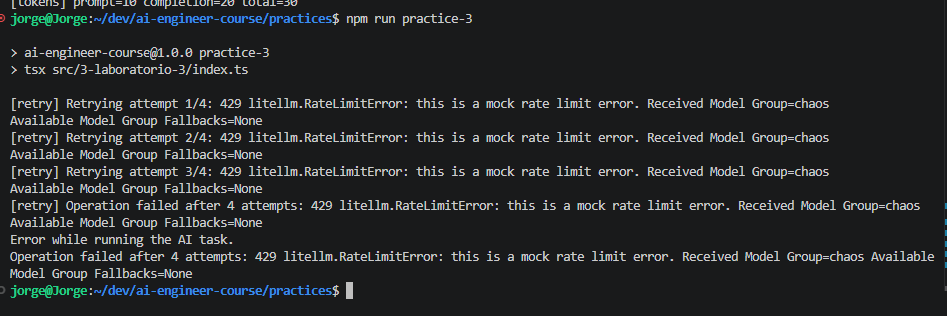 [tokens] prompt=10 completion=20 total=30
jorge@Jorge:~/dev/ai-engineer-course/practices$ npm run practice-3
> ai-engineer-course@1.0.0 practice-3
> tsx src/3-laboratorio-3/index.ts
[retry] Retrying attempt 1/4: 429 litellm.RateLimitError: this is a mock rate limit error. Received Model Group=chaos
Available Model Group Fallbacks=None
[retry] Retrying attempt 2/4: 429 litellm.RateLimitError: this is a mock rate limit error. Received Model Group=chaos
Available Model Group Fallbacks=None
[retry] Retrying attempt 3/4: 429 litellm.RateLimitError: this is a mock rate limit error. Received Model Group=chaos
Available Model Group Fallbacks=None
[retry] Operation failed after 4 attempts: 429 litellm.RateLimitError: this is a mock rate limit error. Received Model Group=chaos
Available Model Group Fallbacks=None
Error while running the AI task.
Operation failed after 4 attempts: 429 litellm.RateLimitError: this is a mock rate limit error. Received Model Group=chaos Available
Model Group Fallbacks=None
jorge@Jorge:~/dev/ai-engineer-course/practices$